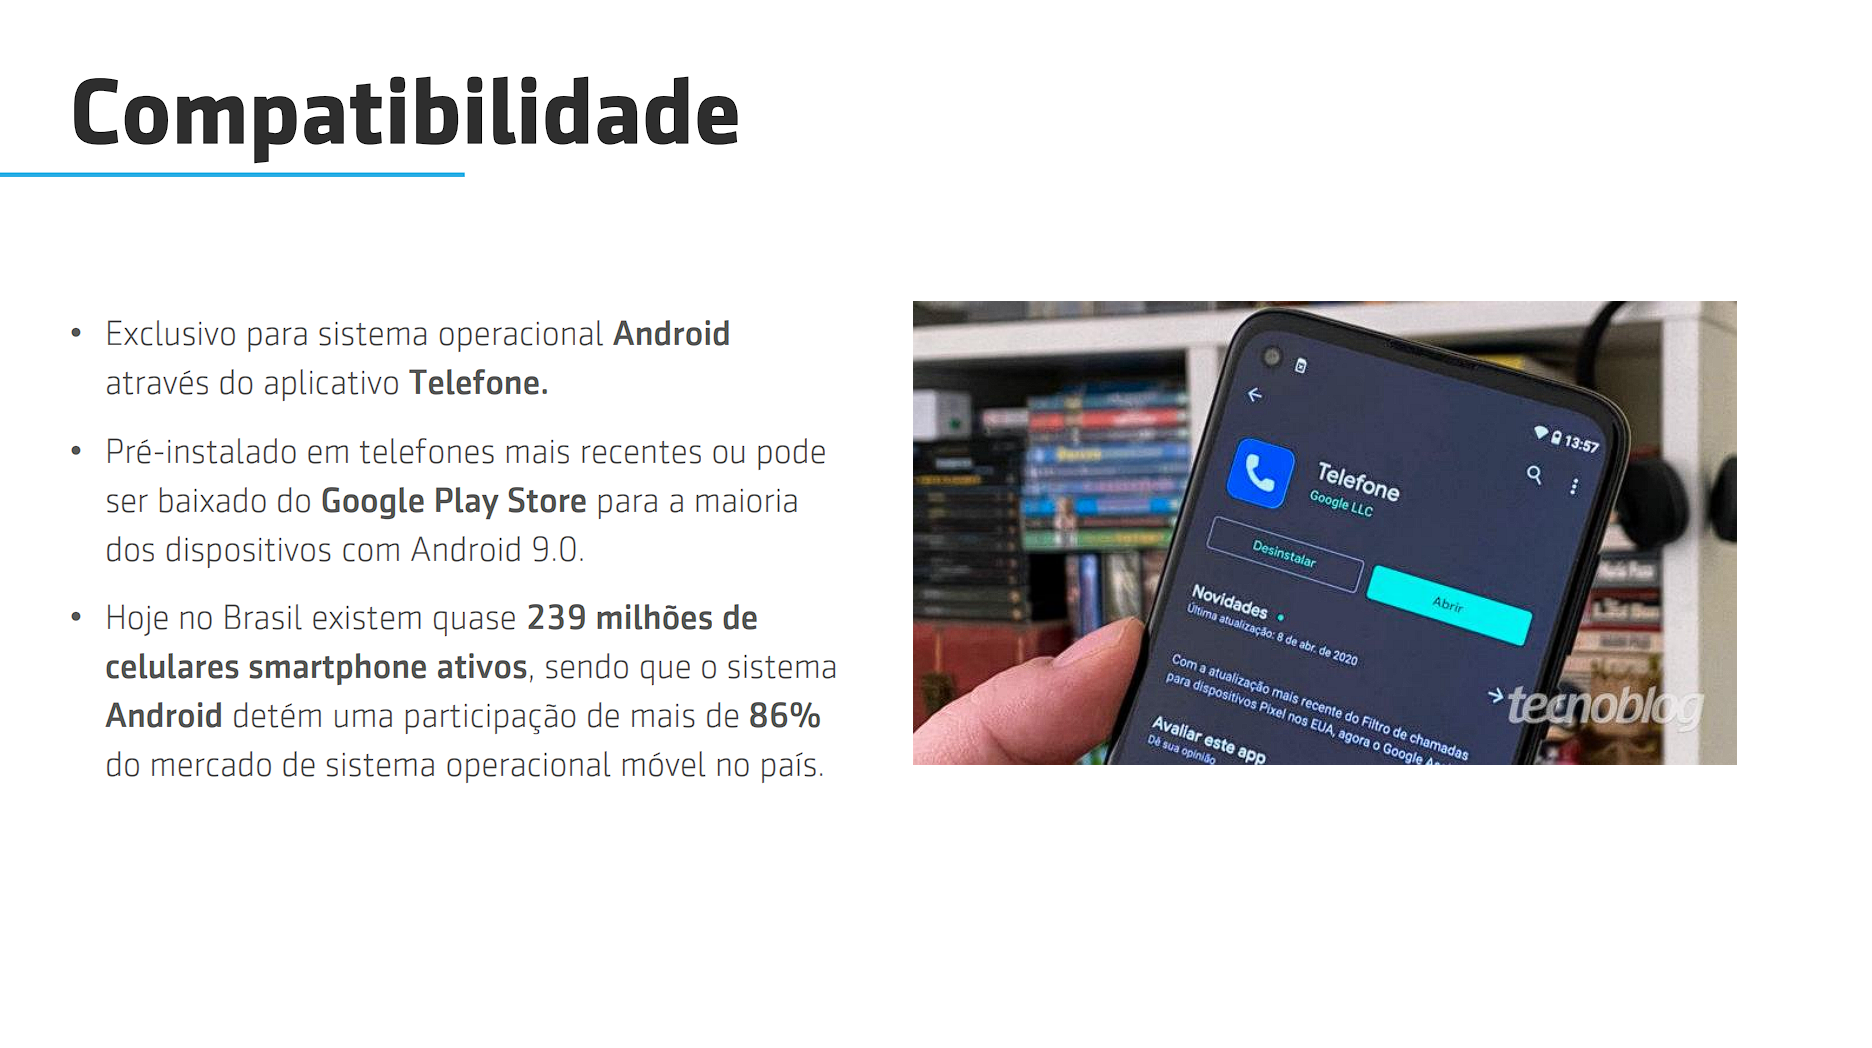 Compatibilidade
• Exclusivo para sistema operacional Android
através do aplicativo Telefone.
• Pré-instalado em telefones mais recentes ou pode
ser baixado do Google Play Store para a maioria
dos dispositivos com Android 9.0.
• Hoje no Brasil existem quase 239 milhões de
celulares smartphone ativos, sendo que o sistema
Android detém uma participação de mais de 86%
do mercado de sistema operacional móvel no país.
13:57
Telefone
Google LLC
Desinstalar
Abrir
Novidades
Última atualização: 8 de abr. de 2020
Com a atualização mais recente do Filtro de chamadas
para dispositivos Pixel nos EUA, agora o Google
Avaliar este app
Dê sua opinião
tecnoblog